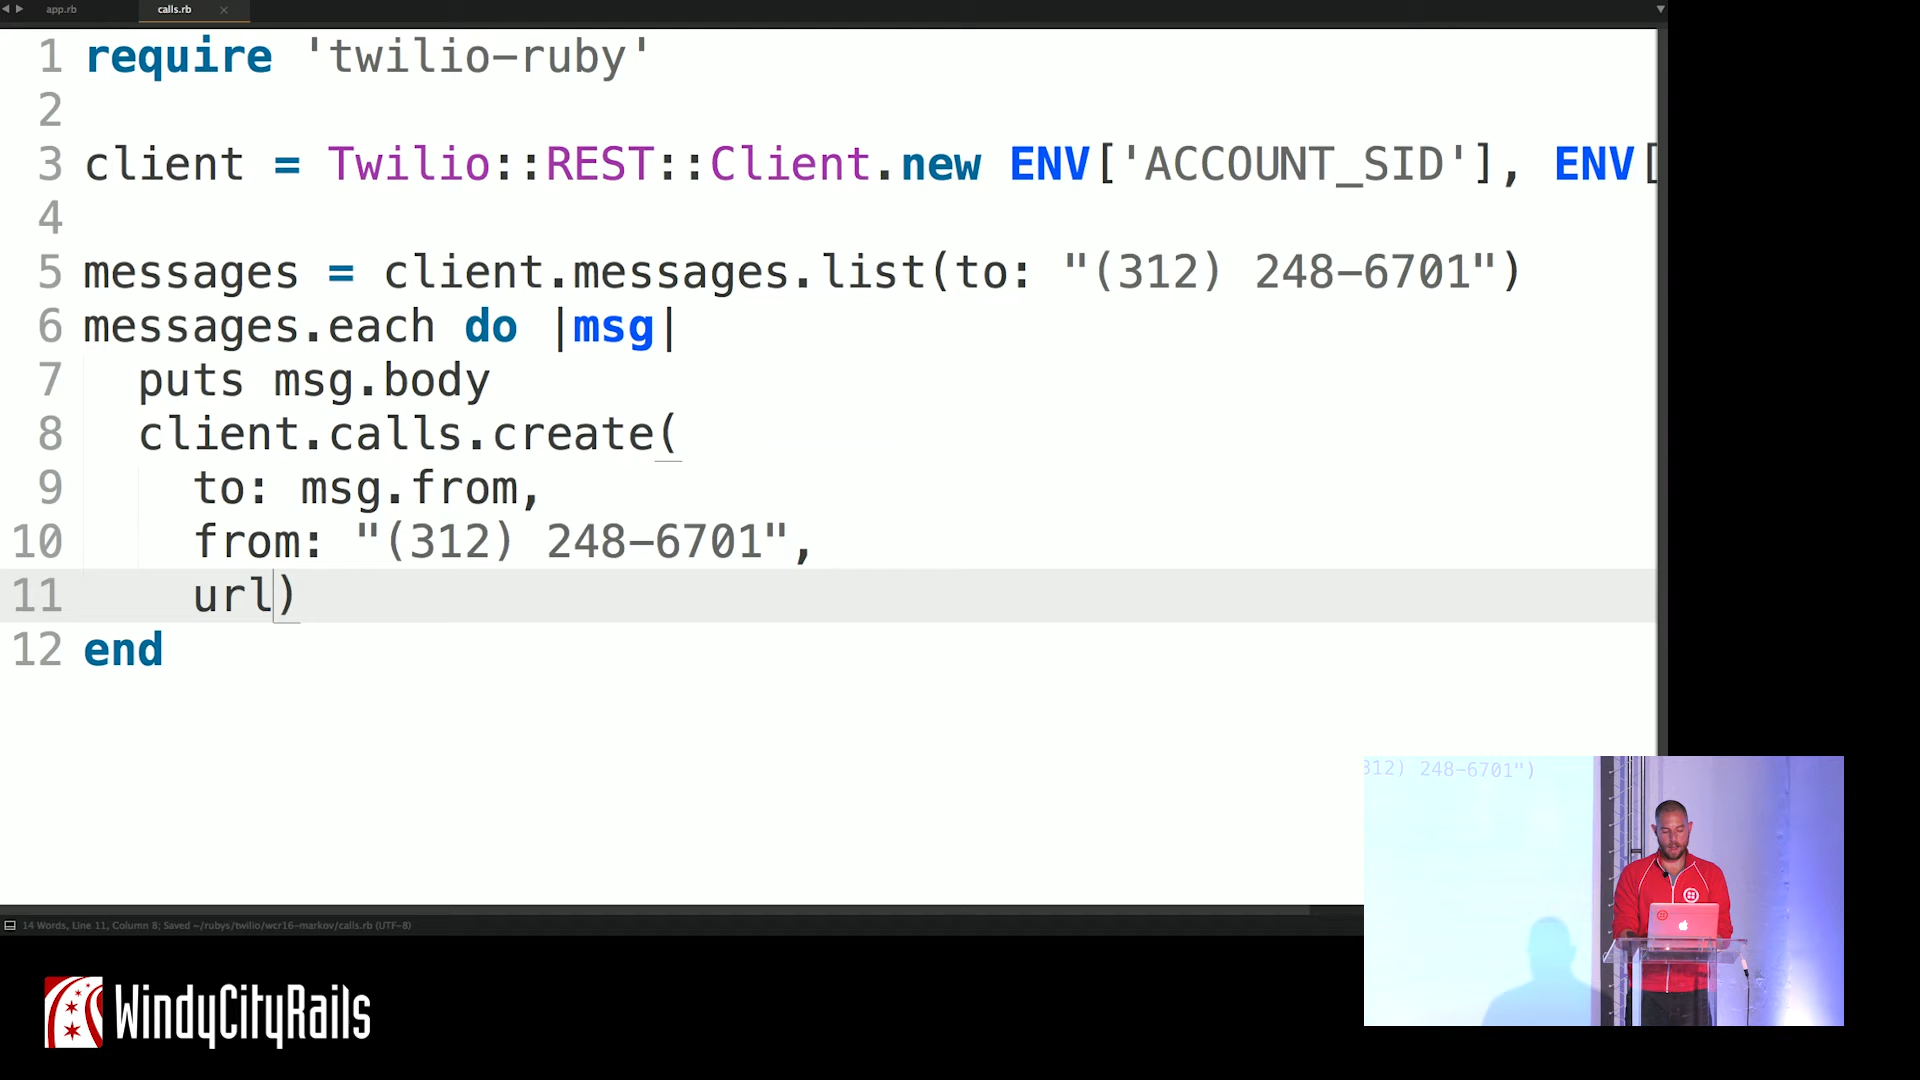 app.rb
calls.rb
1 require 'twilio-ruby'
2
3 client = Twilio::REST::Client.new ENV['ACCOUNT_SID'], ENV[
4
5 messages = client.messages.list(to: "(312) 248-6701")
6 messages.each do |msg|
7 puts msg.body
8 client.calls.create(
9 to: msg.from,
10 from: "(312) 248-6701",
11 url)
12 end
312) 248-6701")
14 Words, Line 11, Column 8; Saved ~/rubys/twilio/wcr16-markov/calls.rb (UTF-8)
WindyCityRails